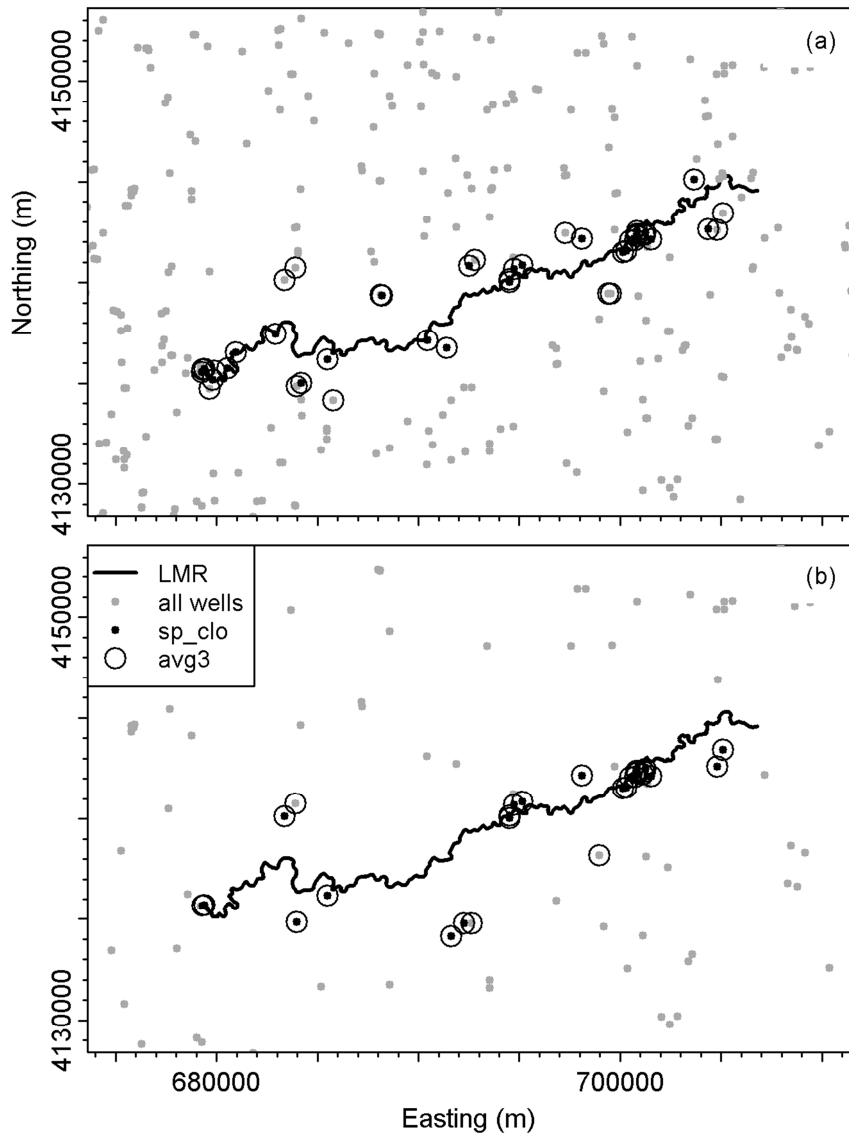 (a)
4150000
Northing (m)
4130000
(b)
LMR
all wells
sp_clo
avg3
4150000
4130000
680000
700000
Easting (m)